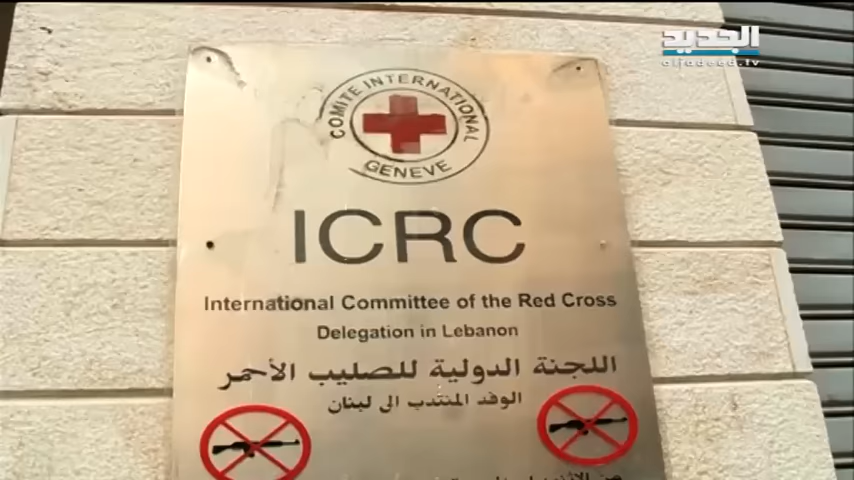 الجديد
aljadeed.tv
COMITE INTERNATIONAL
GENEVE
ICRC
International Committee of the Red Cross
Delegation in Lebanon
اللجنة الدولية للصليب الأحمر
الوفد المنتدب الى لبنان